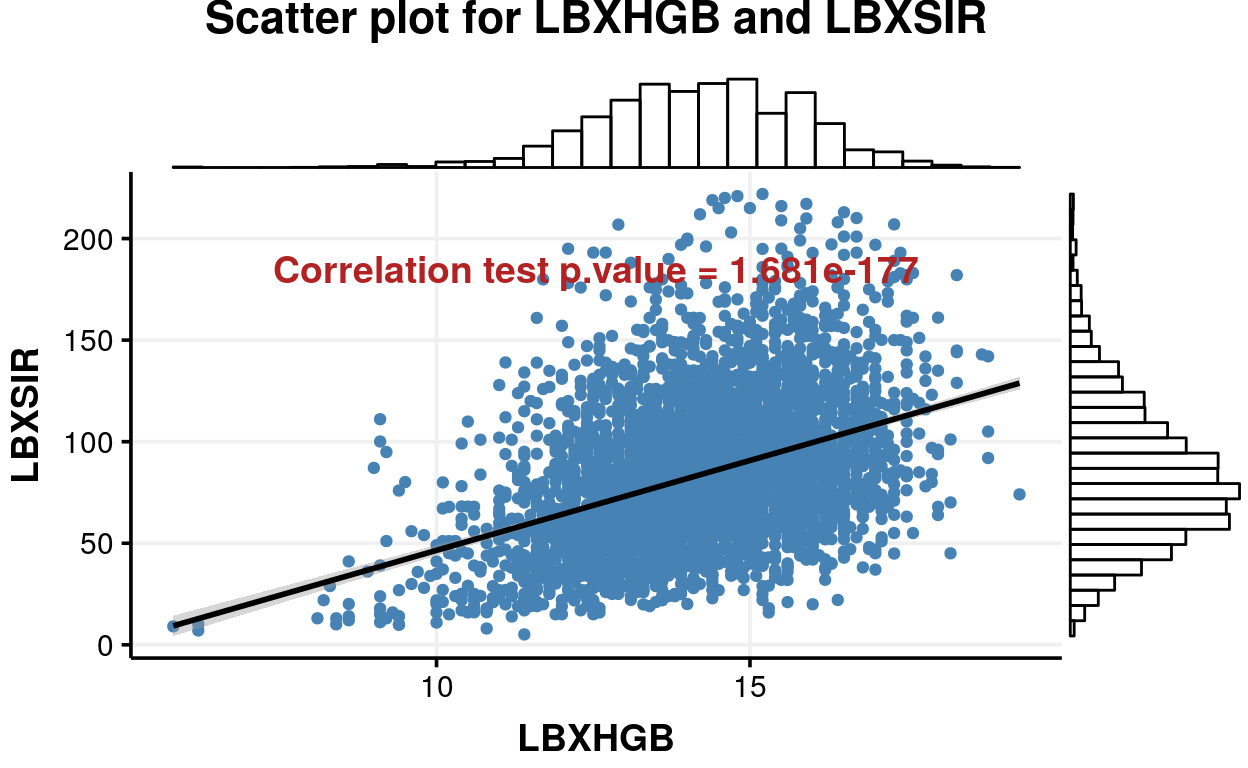 Scatter plot for LBXHGB and LBXSIR
200
Correlation test p.value = 1.681e-177
150
LBXSIR
100
50
0
10 15
LBXHGB